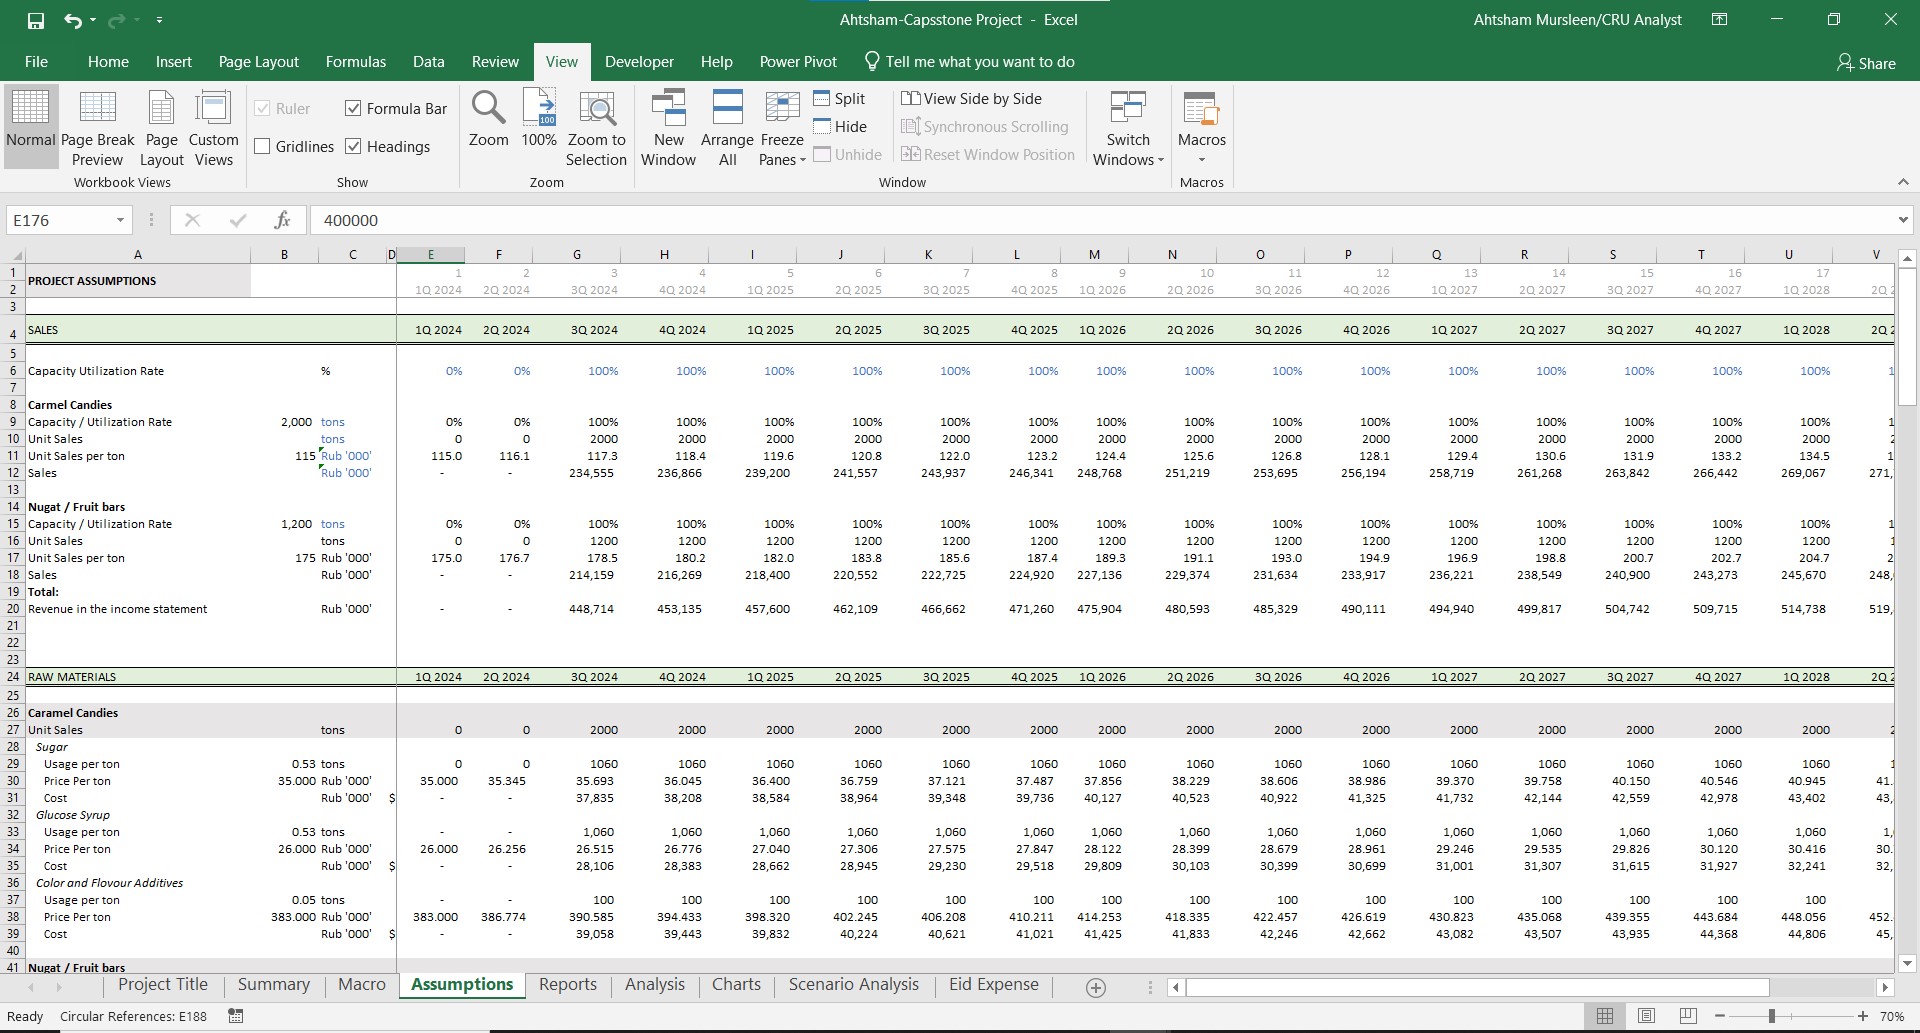 Ahtsham-Capsstone Project - Excel
Ahtsham Mursleen/CRU Analyst
File Home Insert Page Layout Formulas Data Review View Developer Help Power Pivot Tell me what you want to do Share
Normal Page Break Preview Page Layout Custom Views
Workbook Views
Ruler Formula Bar
Gridlines Headings
Show
Zoom 100% Zoom to Selection
100
Zoom
New Window Arrange All Freeze Panes
Split
Hide
Unhide
View Side by Side
Synchronous Scrolling
Reset Window Position
Switch Windows
Window
Macros
Macros
E176 fx 400000
A B C D E F G H I J K L M N O P Q R S T U V
1 1 2 3 4 5 6 7 8 9 10 11 12 13 14 15 16 17
PROJECT ASSUMPTIONS
2 1Q 2024 2Q 2024 3Q 2024 4Q 2024 1Q 2025 2Q 2025 3Q 2025 4Q 2025 1Q 2026 2Q 2026 3Q 2026 4Q 2026 1Q 2027 2Q 2027 3Q 2027 4Q 2027 1Q 2028 2Q 2
3
4 SALES 1Q 2024 2Q 2024 3Q 2024 4Q 2024 1Q 2025 2Q 2025 3Q 2025 4Q 2025 1Q 2026 2Q 2026 3Q 2026 4Q 2026 1Q 2027 2Q 2027 3Q 2027 4Q 2027 1Q 2028 2Q 2
5
6 Capacity Utilization Rate % 0% 0% 100% 100% 100% 100% 100% 100% 100% 100% 100% 100% 100% 100% 100% 100% 100% 1
7
8 Carmel Candies
9 Capacity / Utilization Rate 2,000 tons 0% 0% 100% 100% 100% 100% 100% 100% 100% 100% 100% 100% 100% 100% 100% 100% 100% 1
10 Unit Sales tons 0 0 2000 2000 2000 2000 2000 2000 2000 2000 2000 2000 2000 2000 2000 2000 2000 2
11 Unit Sales per ton 115 Rub '000' 115.0 116.1 117.3 118.4 119.6 120.8 122.0 123.2 124.4 125.6 126.8 128.1 129.4 130.6 131.9 133.2 134.5 1
12 Sales Rub '000' - - 234,555 236,866 239,200 241,557 243,937 246,341 248,768 251,219 253,695 256,194 258,719 261,268 263,842 266,442 269,067 271,
13
14 Nugat / Fruit bars
15 Capacity / Utilization Rate 1,200 tons 0% 0% 100% 100% 100% 100% 100% 100% 100% 100% 100% 100% 100% 100% 100% 100% 100% 1
16 Unit Sales tons 0 0 1200 1200 1200 1200 1200 1200 1200 1200 1200 1200 1200 1200 1200 1200 1200 1
17 Unit Sales per ton 175 Rub '000' 175.0 176.7 178.5 180.2 182.0 183.8 185.6 187.4 189.3 191.1 193.0 194.9 196.9 198.8 200.7 202.7 204.7 2
18 Sales Rub '000' - - 214,159 216,269 218,400 220,552 222,725 224,920 227,136 229,374 231,634 233,917 236,221 238,549 240,900 243,273 245,670 248,
19 Total:
20 Revenue in the income statement Rub '000' - - 448,714 453,135 457,600 462,109 466,662 471,260 475,904 480,593 485,329 490,111 494,940 499,817 504,742 509,715 514,738 519,
21
22
23
24 RAW MATERIALS 1Q 2024 2Q 2024 3Q 2024 4Q 2024 1Q 2025 2Q 2025 3Q 2025 4Q 2025 1Q 2026 2Q 2026 3Q 2026 4Q 2026 1Q 2027 2Q 2027 3Q 2027 4Q 2027 1Q 2028 2Q 2
25
26 Caramel Candies
27 Unit Sales tons 0 0 2000 2000 2000 2000 2000 2000 2000 2000 2000 2000 2000 2000 2000 2000 2000 2
28 Sugar
29 Usage per ton 0.53 tons 0 0 1060 1060 1060 1060 1060 1060 1060 1060 1060 1060 1060 1060 1060 1060 1060 1
30 Price Per ton 35.000 Rub '000' 35.000 35.345 35.693 36.045 36.400 36.759 37.121 37.487 37.856 38.229 38.606 38.986 39.370 39.758 40.150 40.546 40.945 41.
31 Cost Rub '000' $ - - 37,835 38,208 38,584 38,964 39,348 39,736 40,127 40,523 40,922 41,325 41,732 42,144 42,559 42,978 43,402 43,
32 Glucose Syrup
33 Usage per ton 0.53 tons - - 1,060 1,060 1,060 1,060 1,060 1,060 1,060 1,060 1,060 1,060 1,060 1,060 1,060 1,060 1,060 1,
34 Price Per ton 26.000 Rub '000' 26.000 26.256 26.515 26.776 27.040 27.306 27.575 27.847 28.122 28.399 28.679 28.961 29.246 29.535 29.826 30.120 30.416 30.
35 Cost Rub '000' $ - - 28,106 28,383 28,662 28,945 29,230 29,518 29,809 30,103 30,399 30,699 31,001 31,307 31,615 31,927 32,241 32,
36 Color and Flovour Additives
37 Usage per ton 0.05 tons - - 100 100 100 100 100 100 100 100 100 100 100 100 100 100 100
38 Price Per ton 383.000 Rub '000' 383.000 386.774 390.585 394.433 398.320 402.245 406.208 410.211 414.253 418.335 422.457 426.619 430.823 435.068 439.355 443.684 448.056 452.
39 Cost Rub '000' $ - - 39,058 39,443 39,832 40,224 40,621 41,021 41,425 41,833 42,246 42,662 43,082 43,507 43,935 44,368 44,806 45,
40
41 Nugat / Fruit bars
Project Title Summary Macro Assumptions Reports Analysis Charts Scenario Analysis Eid Expense
Ready Circular References: E188 70%